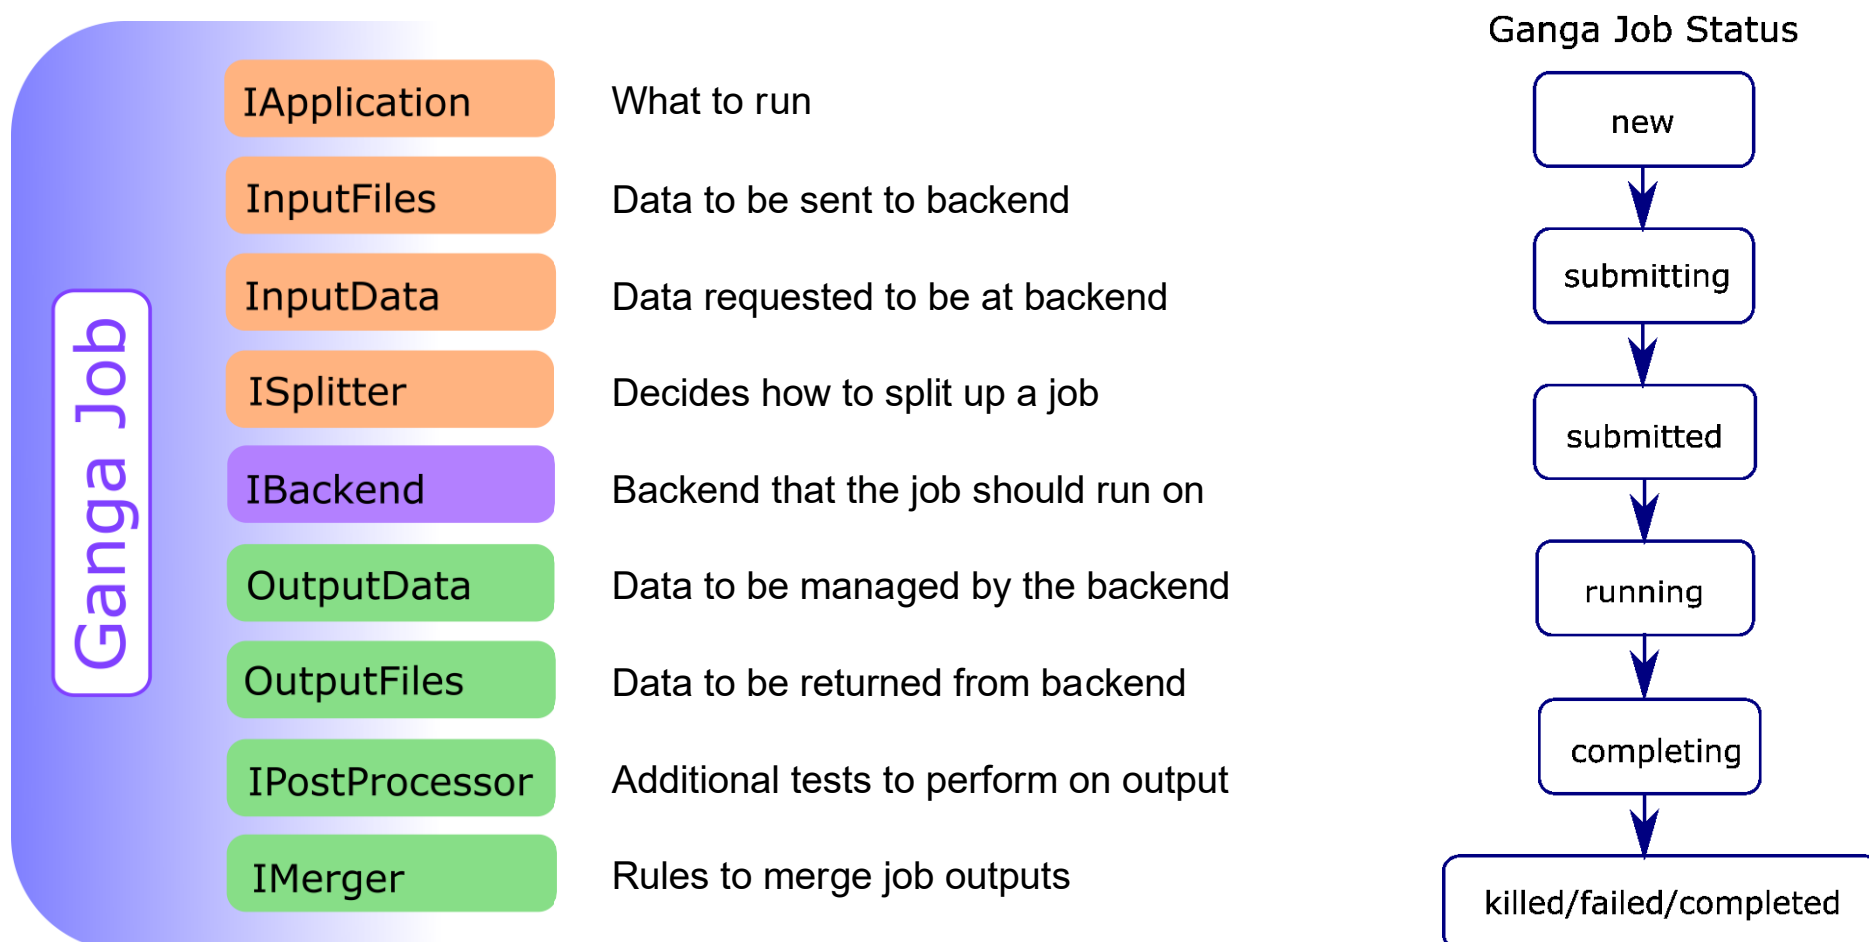 Ganga Job
IApplication What to run
InputFiles Data to be sent to backend
InputData Data requested to be at backend
ISplitter Decides how to split up a job
IBackend Backend that the job should run on
OutputData Data to be managed by the backend
OutputFiles Data to be returned from backend
IPostProcessor Additional tests to perform on output
IMerger Rules to merge job outputs
Ganga Job Status
new
submitting
submitted
running
completing
killed/failed/completed